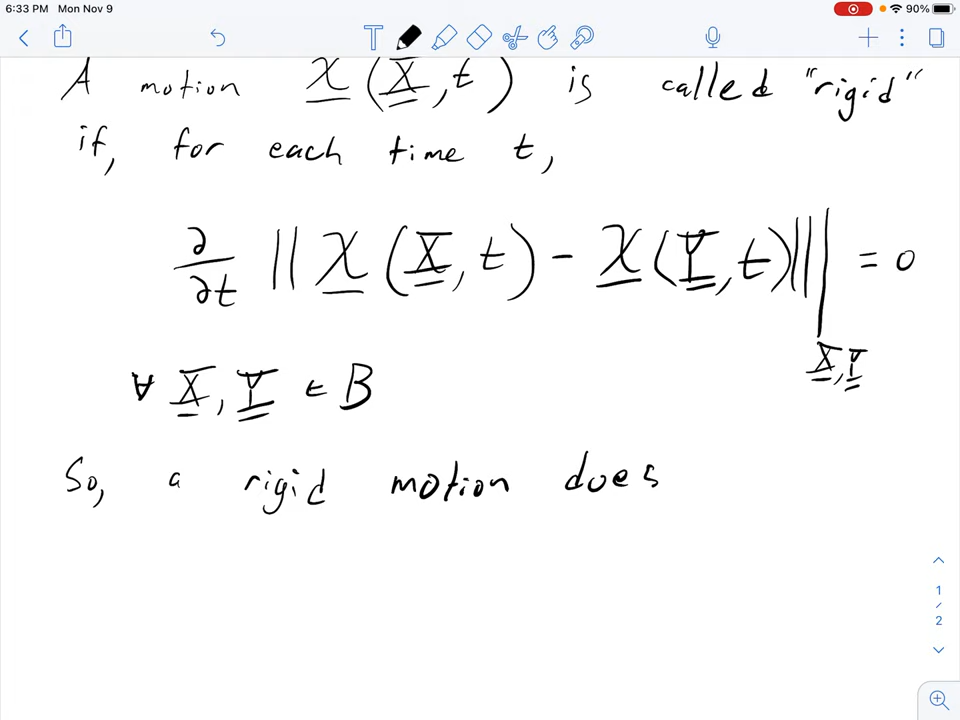 6:33 PM Mon Nov 9 90%
T
A motion χ(X, t) is called "rigid"
if, for each time t,
∂/∂t ||χ(X, t) - χ(Y, t)|| |_X,Y = 0
∀ X, Y ∈ B
So, a rigid motion does
1
/
2